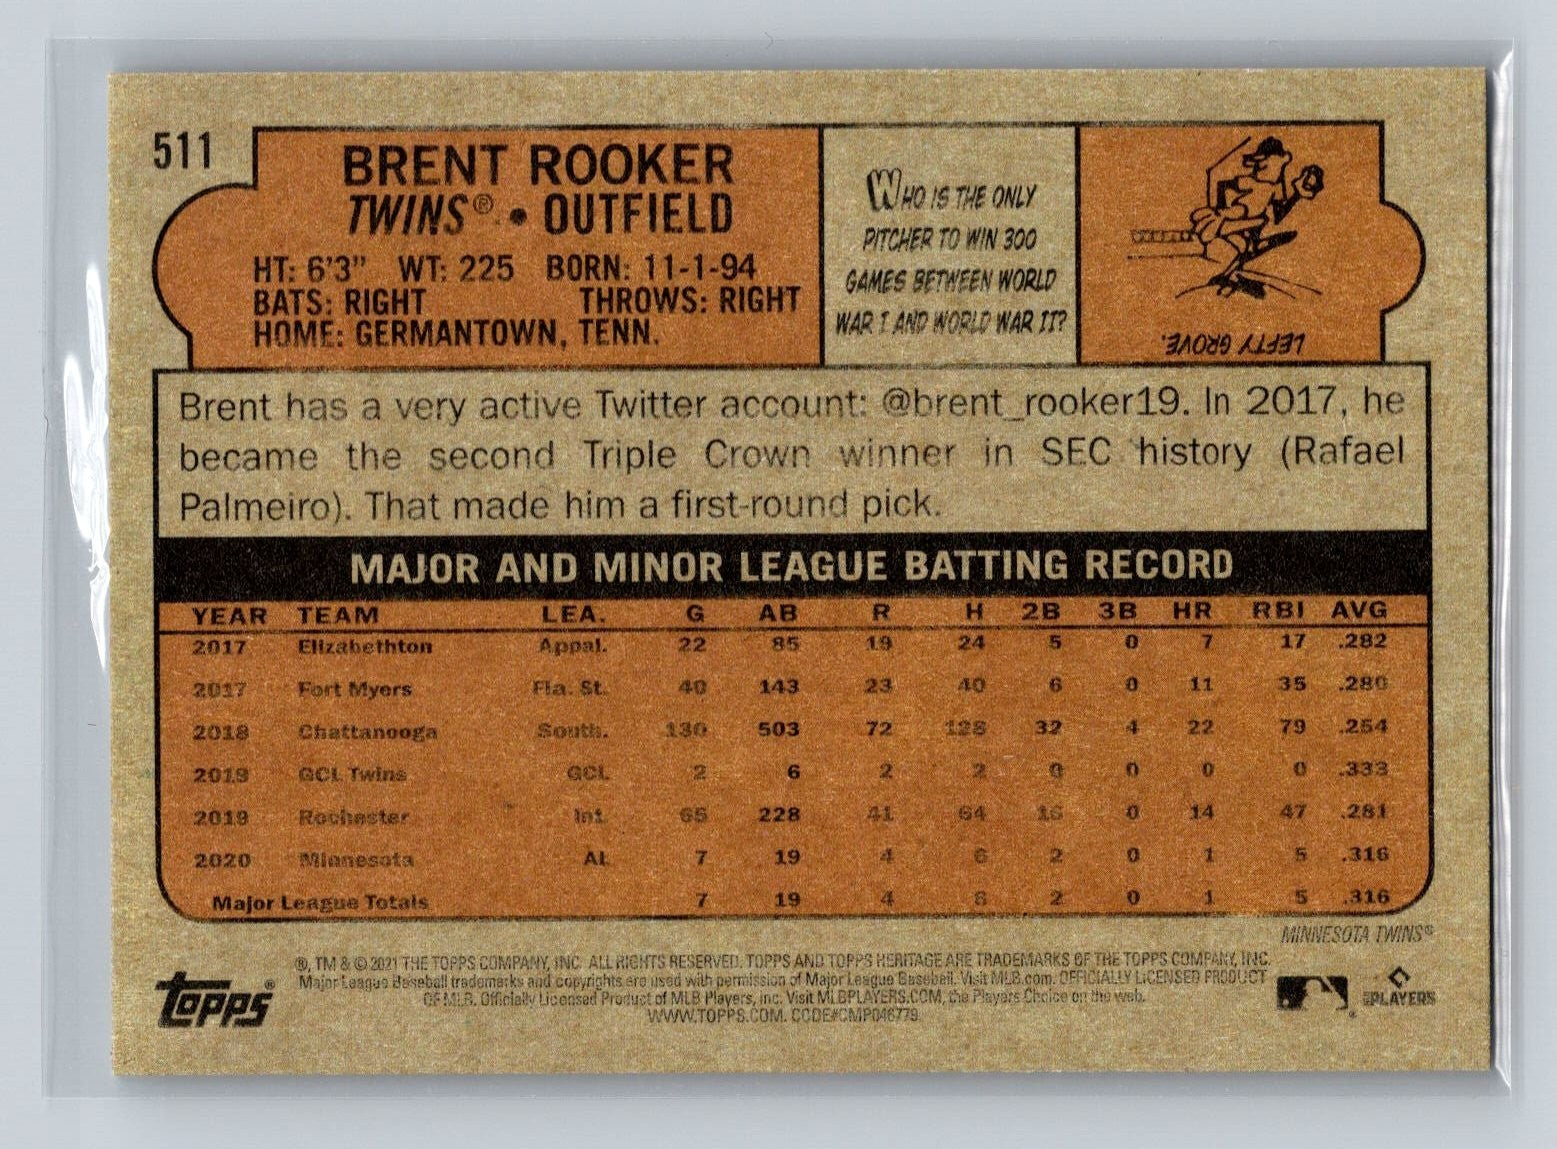 511
BRENT ROOKER
TWINS® • OUTFIELD
HT: 6'3" WT: 225 BORN: 11-1-94
BATS: RIGHT THROWS: RIGHT
HOME: GERMANTOWN, TENN.
WHO IS THE ONLY
PITCHER TO WIN 300
GAMES BETWEEN WORLD
WAR I AND WORLD WAR II?
LEFTY GROVE.
Brent has a very active Twitter account: @brent_rooker19. In 2017, he
became the second Triple Crown winner in SEC history (Rafael
Palmeiro). That made him a first-round pick.
MAJOR AND MINOR LEAGUE BATTING RECORD
YEAR TEAM LEA. G AB R H 2B 3B HR RBI AVG
2017 Elizabethton Appal. 22 85 19 24 5 0 7 17 .282
2017 Fort Myers Fla. St. 40 143 23 40 6 0 11 35 .280
2018 Chattanooga South. 130 503 72 128 32 4 22 79 .254
2019 GCL Twins GCL 2 6 2 2 0 0 0 0 .333
2019 Rochester Int. 65 228 41 64 16 0 14 47 .281
2020 Minnesota AL 7 19 4 6 2 0 1 5 .316
Major League Totals 7 19 4 6 2 0 1 5 .316
MINNESOTA TWINS®
®, TM & © 2021 THE TOPPS COMPANY, INC. ALL RIGHTS RESERVED. TOPPS AND TOPPS HERITAGE ARE TRADEMARKS OF THE TOPPS COMPANY, INC.
Major League Baseball trademarks and copyrights are used with permission of Major League Baseball. Visit MLB.com. OFFICIALLY LICENSED PRODUCT
OF MLB. Officially Licensed Product of MLB Players, Inc. Visit MLBPLAYERS.COM, the Players Choice on the web.
WWW.TOPPS.COM. CODE#CMP046779
topps®
PLAYERS